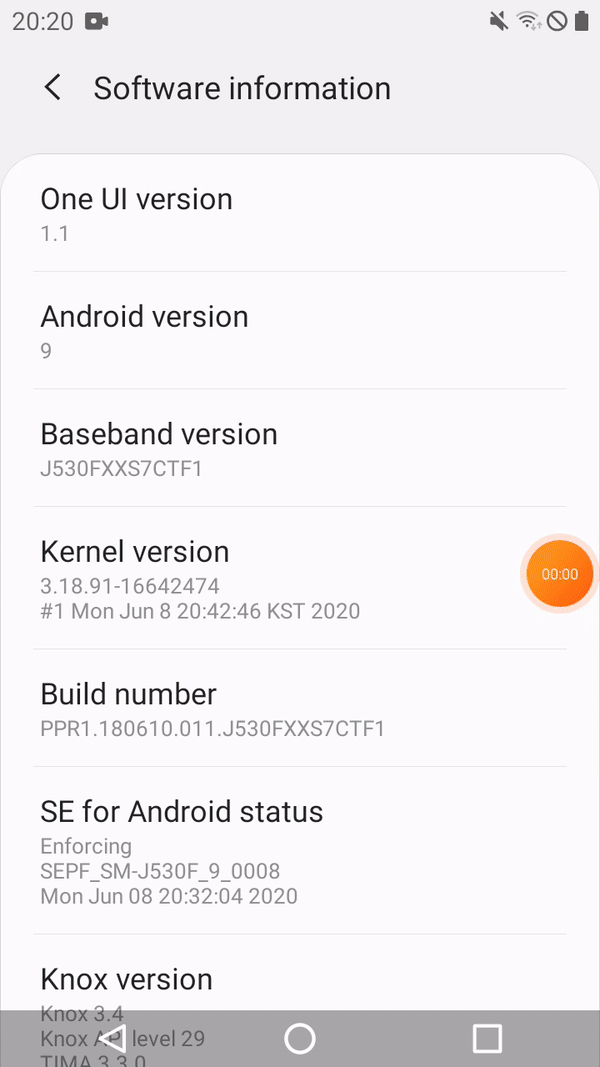 20:20
Software information
One UI version
1.1
Android version
9
Baseband version
J530FXXS7CTF1
Kernel version
3.18.91-16642474
#1 Mon Jun 8 20:42:46 KST 2020
00:00
Build number
PPR1.180610.011.J530FXXS7CTF1
SE for Android status
Enforcing
SEPF_SM-J530F_9_0008
Mon Jun 08 20:32:04 2020
Knox version
Knox 3.4
Knox API level 29
TIMA 3.3.0